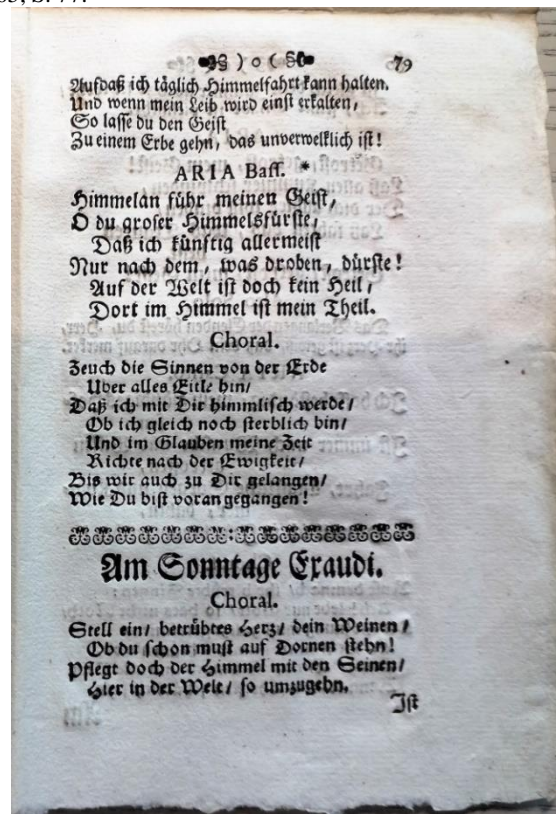 ) o ( 79
Aufdaß ich täglich Himmelfahrt kann halten.
Und wenn mein Leib wird einst erkalten,
So lasse du den Geist
Zu einem Erbe gehn, das unverwelklich ist!
ARIA Bass. *
Himmelan führ meinen Geist,
O du groser Himmelsfürste,
Daß ich künftig allermeist
Nur nach dem, was droben, dürste!
Auf der Welt ist doch kein Heil,
Dort im Himmel ist mein Theil.
Choral.
Zeuch die Sinnen von der Erde
Uber alles Eitle hin/
Daß ich mit Dir himmlisch werde/
Ob ich gleich noch sterblich bin/
Und im Glauben meine Zeit
Richte nach der Ewigkeit/
Bis wir auch zu Dir gelangen/
Wie Du bist voran gegangen!
Am Sonntage Exaudi.
Choral.
Stell ein/ betrübtes Herz/ dein Weinen/
Ob du schon must auf Dornen stehn!
Pflegt doch der Himmel mit den Seinen/
Hier in der Welt/ so umzugehn.
Ist